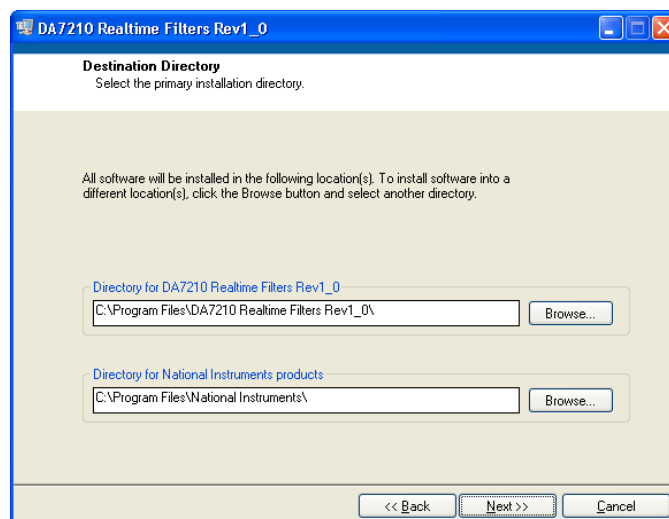 DA7210 Realtime Filters Rev1_0
Destination Directory
Select the primary installation directory.
All software will be installed in the following location(s). To install software into a
different location(s), click the Browse button and select another directory.
Directory for DA7210 Realtime Filters Rev1_0
C:\Program Files\DA7210 Realtime Filters Rev1_0\
Browse...
Directory for National Instruments products
C:\Program Files\National Instruments\
Browse...
<< Back
Next >>
Cancel